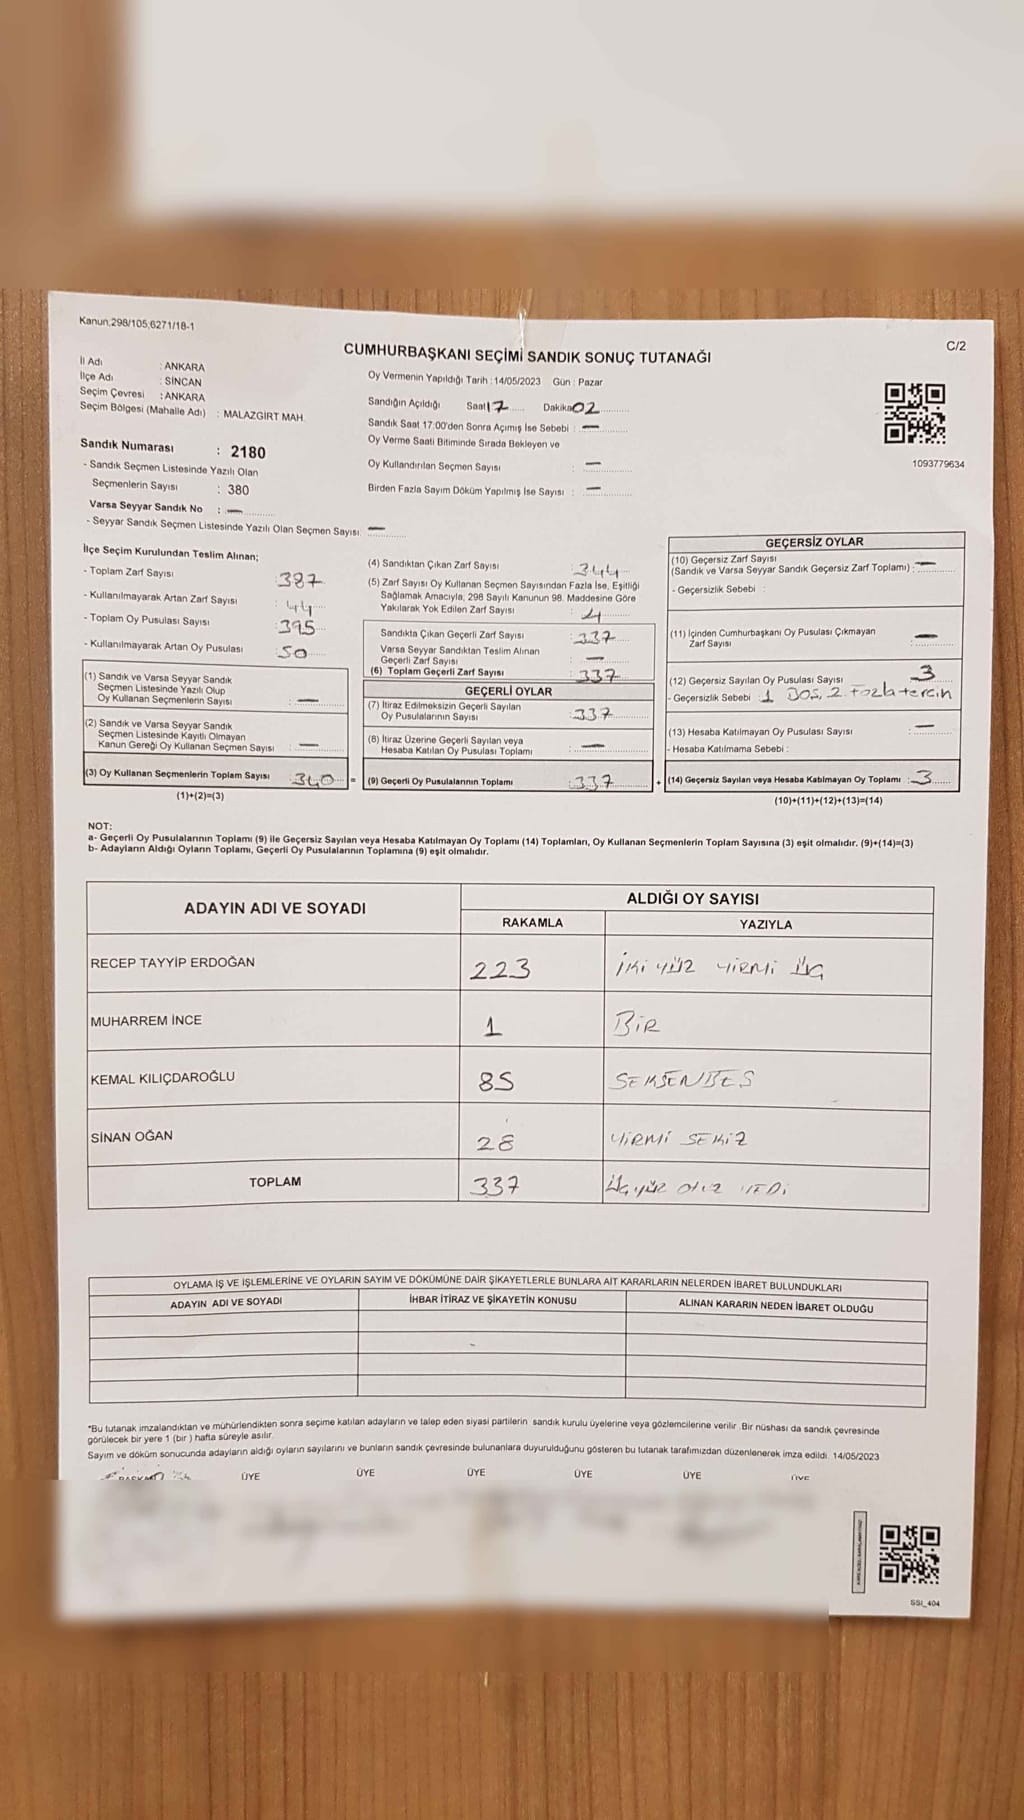 Kanun;298/105;6271/18-1
C/2
CUMHURBAŞKANI SEÇİMİ SANDIK SONUÇ TUTANAĞI
İl Adı : ANKARA
İlçe Adı : SİNCAN
Seçim Çevresi : ANKARA
Seçim Bölgesi (Mahalle Adı) : MALAZGİRT MAH.
Oy Vermenin Yapıldığı Tarih : 14/05/2023 Gün : Pazar
Sandığın Açıldığı Saat 17 Dakika 02
Sandık Saat 17:00'den Sonra Açımış İse Sebebi : —
Oy Verme Saati Bitiminde Sırada Bekleyen ve
Oy Kullandırılan Seçmen Sayısı : —
Birden Fazla Sayım Döküm Yapılmış İse Sayısı : —
1093779634
Sandık Numarası : 2180
- Sandık Seçmen Listesinde Yazılı Olan
Seçmenlerin Sayısı : 380
Varsa Seyyar Sandık No : —
- Seyyar Sandık Seçmen Listesinde Yazılı Olan Seçmen Sayısı: —
İlçe Seçim Kurulundan Teslim Alınan;
- Toplam Zarf Sayısı : 387
- Kullanılmayarak Artan Zarf Sayısı : 44
- Toplam Oy Pusulası Sayısı : 395
- Kullanılmayarak Artan Oy Pusulası : 50
(1) Sandık ve Varsa Seyyar Sandık
Seçmen Listesinde Yazılı Olup
Oy Kullanan Seçmenlerin Sayısı : —
(2) Sandık ve Varsa Seyyar Sandık
Seçmen Listesinde Kayıtlı Olmayan
Kanun Gereği Oy Kullanan Seçmen Sayısı : —
(3) Oy Kullanan Seçmenlerin Toplam Sayısı : 340 =
(1)+(2)=(3)
(4) Sandıktan Çıkan Zarf Sayısı : 344
(5) Zarf Sayısı Oy Kullanan Seçmen Sayısından Fazla İse, Eşitliği
Sağlamak Amacıyla, 298 Sayılı Kanunun 98. Maddesine Göre
Yakılarak Yok Edilen Zarf Sayısı : 4
Sandıkta Çıkan Geçerli Zarf Sayısı : 337
Varsa Seyyar Sandıktan Teslim Alınan
Geçerli Zarf Sayısı : —
(6) Toplam Geçerli Zarf Sayısı : 337
GEÇERLİ OYLAR
(7) İtiraz Edilmeksizin Geçerli Sayılan
Oy Pusulalarının Sayısı : 337
(8) İtiraz Üzerine Geçerli Sayılan veya
Hesaba Katılan Oy Pusulası Toplamı : —
(9) Geçerli Oy Pusulalarının Toplamı : 337 +
GEÇERSİZ OYLAR
(10) Geçersiz Zarf Sayısı
(Sandık ve Varsa Seyyar Sandık Geçersiz Zarf Toplamı) : —
- Geçersizlik Sebebi :
(11) İçinden Cumhurbaşkanı Oy Pusulası Çıkmayan
Zarf Sayısı —
(12) Geçersiz Sayılan Oy Pusulası Sayısı : 3
- Geçersizlik Sebebi : 1 Boş, 2 Fazla tercih
(13) Hesaba Katılmayan Oy Pusulası Sayısı : —
- Hesaba Katılmama Sebebi :
(14) Geçersiz Sayılan veya Hesaba Katılmayan Oy Toplamı : 3
(10)+(11)+(12)+(13)=(14)
NOT:
a- Geçerli Oy Pusulalarının Toplamı (9) ile Geçersiz Sayılan veya Hesaba Katılmayan Oy Toplamı (14) Toplamları, Oy Kullanan Seçmenlerin Toplam Sayısına (3) eşit olmalıdır. (9)+(14)=(3)
b- Adayların Aldığı Oyların Toplamı, Geçerli Oy Pusulalarının Toplamına (9) eşit olmalıdır.
ADAYIN ADI VE SOYADI
ALDIĞI OY SAYISI
RAKAMLA YAZIYLA
RECEP TAYYİP ERDOĞAN 223 İKİ YÜZ YİRMİ ÜÇ
MUHARREM İNCE 1 BİR
KEMAL KILIÇDAROĞLU 85 SEKSENBEŞ
SİNAN OĞAN 28 YİRMİ SEKİZ
TOPLAM 337 ÜÇ YÜZ OTUZ YEDİ
OYLAMA İŞ VE İŞLEMLERİNE VE OYLARIN SAYIM VE DÖKÜMÜNE DAİR ŞİKAYETLERLE BUNLARA AİT KARARLARIN NELERDEN İBARET BULUNDUKLARI
ADAYIN ADI VE SOYADI İHBAR İTİRAZ VE ŞİKAYETİN KONUSU ALINAN KARARIN NEDEN İBARET OLDUĞU
*Bu tutanak imzalandıktan ve mühürlendikten sonra seçime katılan adayların ve talep eden siyasi partilerin sandık kurulu üyelerine veya gözlemcilerine verilir. Bir nüshası da sandık çevresinde
görülecek bir yere 1 (bir ) hafta süreyle asılır.
Sayım ve döküm sonucunda adayların aldığı oyların sayılarını ve bunların sandık çevresinde bulunanlara duyurulduğunu gösteren bu tutanak tarafımızdan düzenlenerek imza edildi. 14/05/2023
BAŞKAN ÜYE ÜYE ÜYE ÜYE ÜYE ÜYE
SSI_404